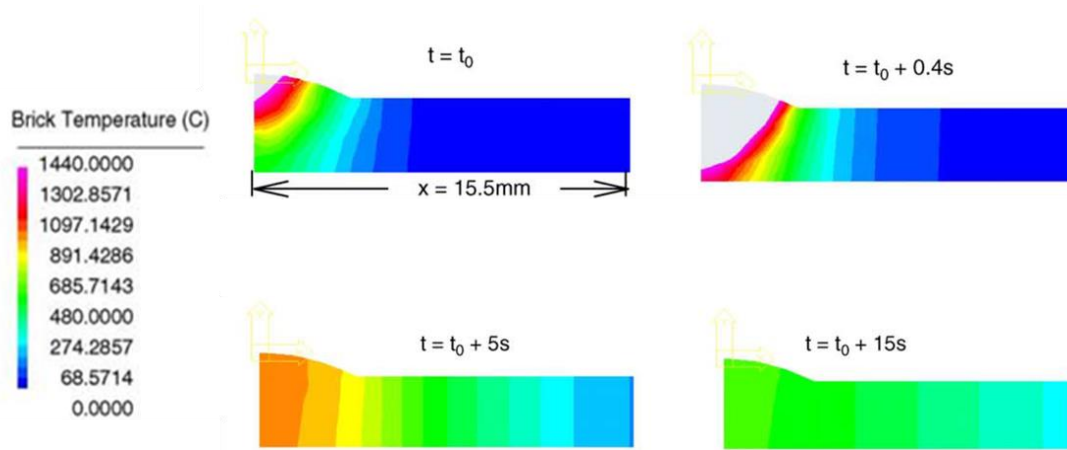 t = t₀
t = t₀ + 0.4s
Brick Temperature (C)
1440.0000
1302.8571
1097.1429
891.4286
685.7143
480.0000
274.2857
68.5714
0.0000
x = 15.5mm
t = t₀ + 5s
t = t₀ + 15s